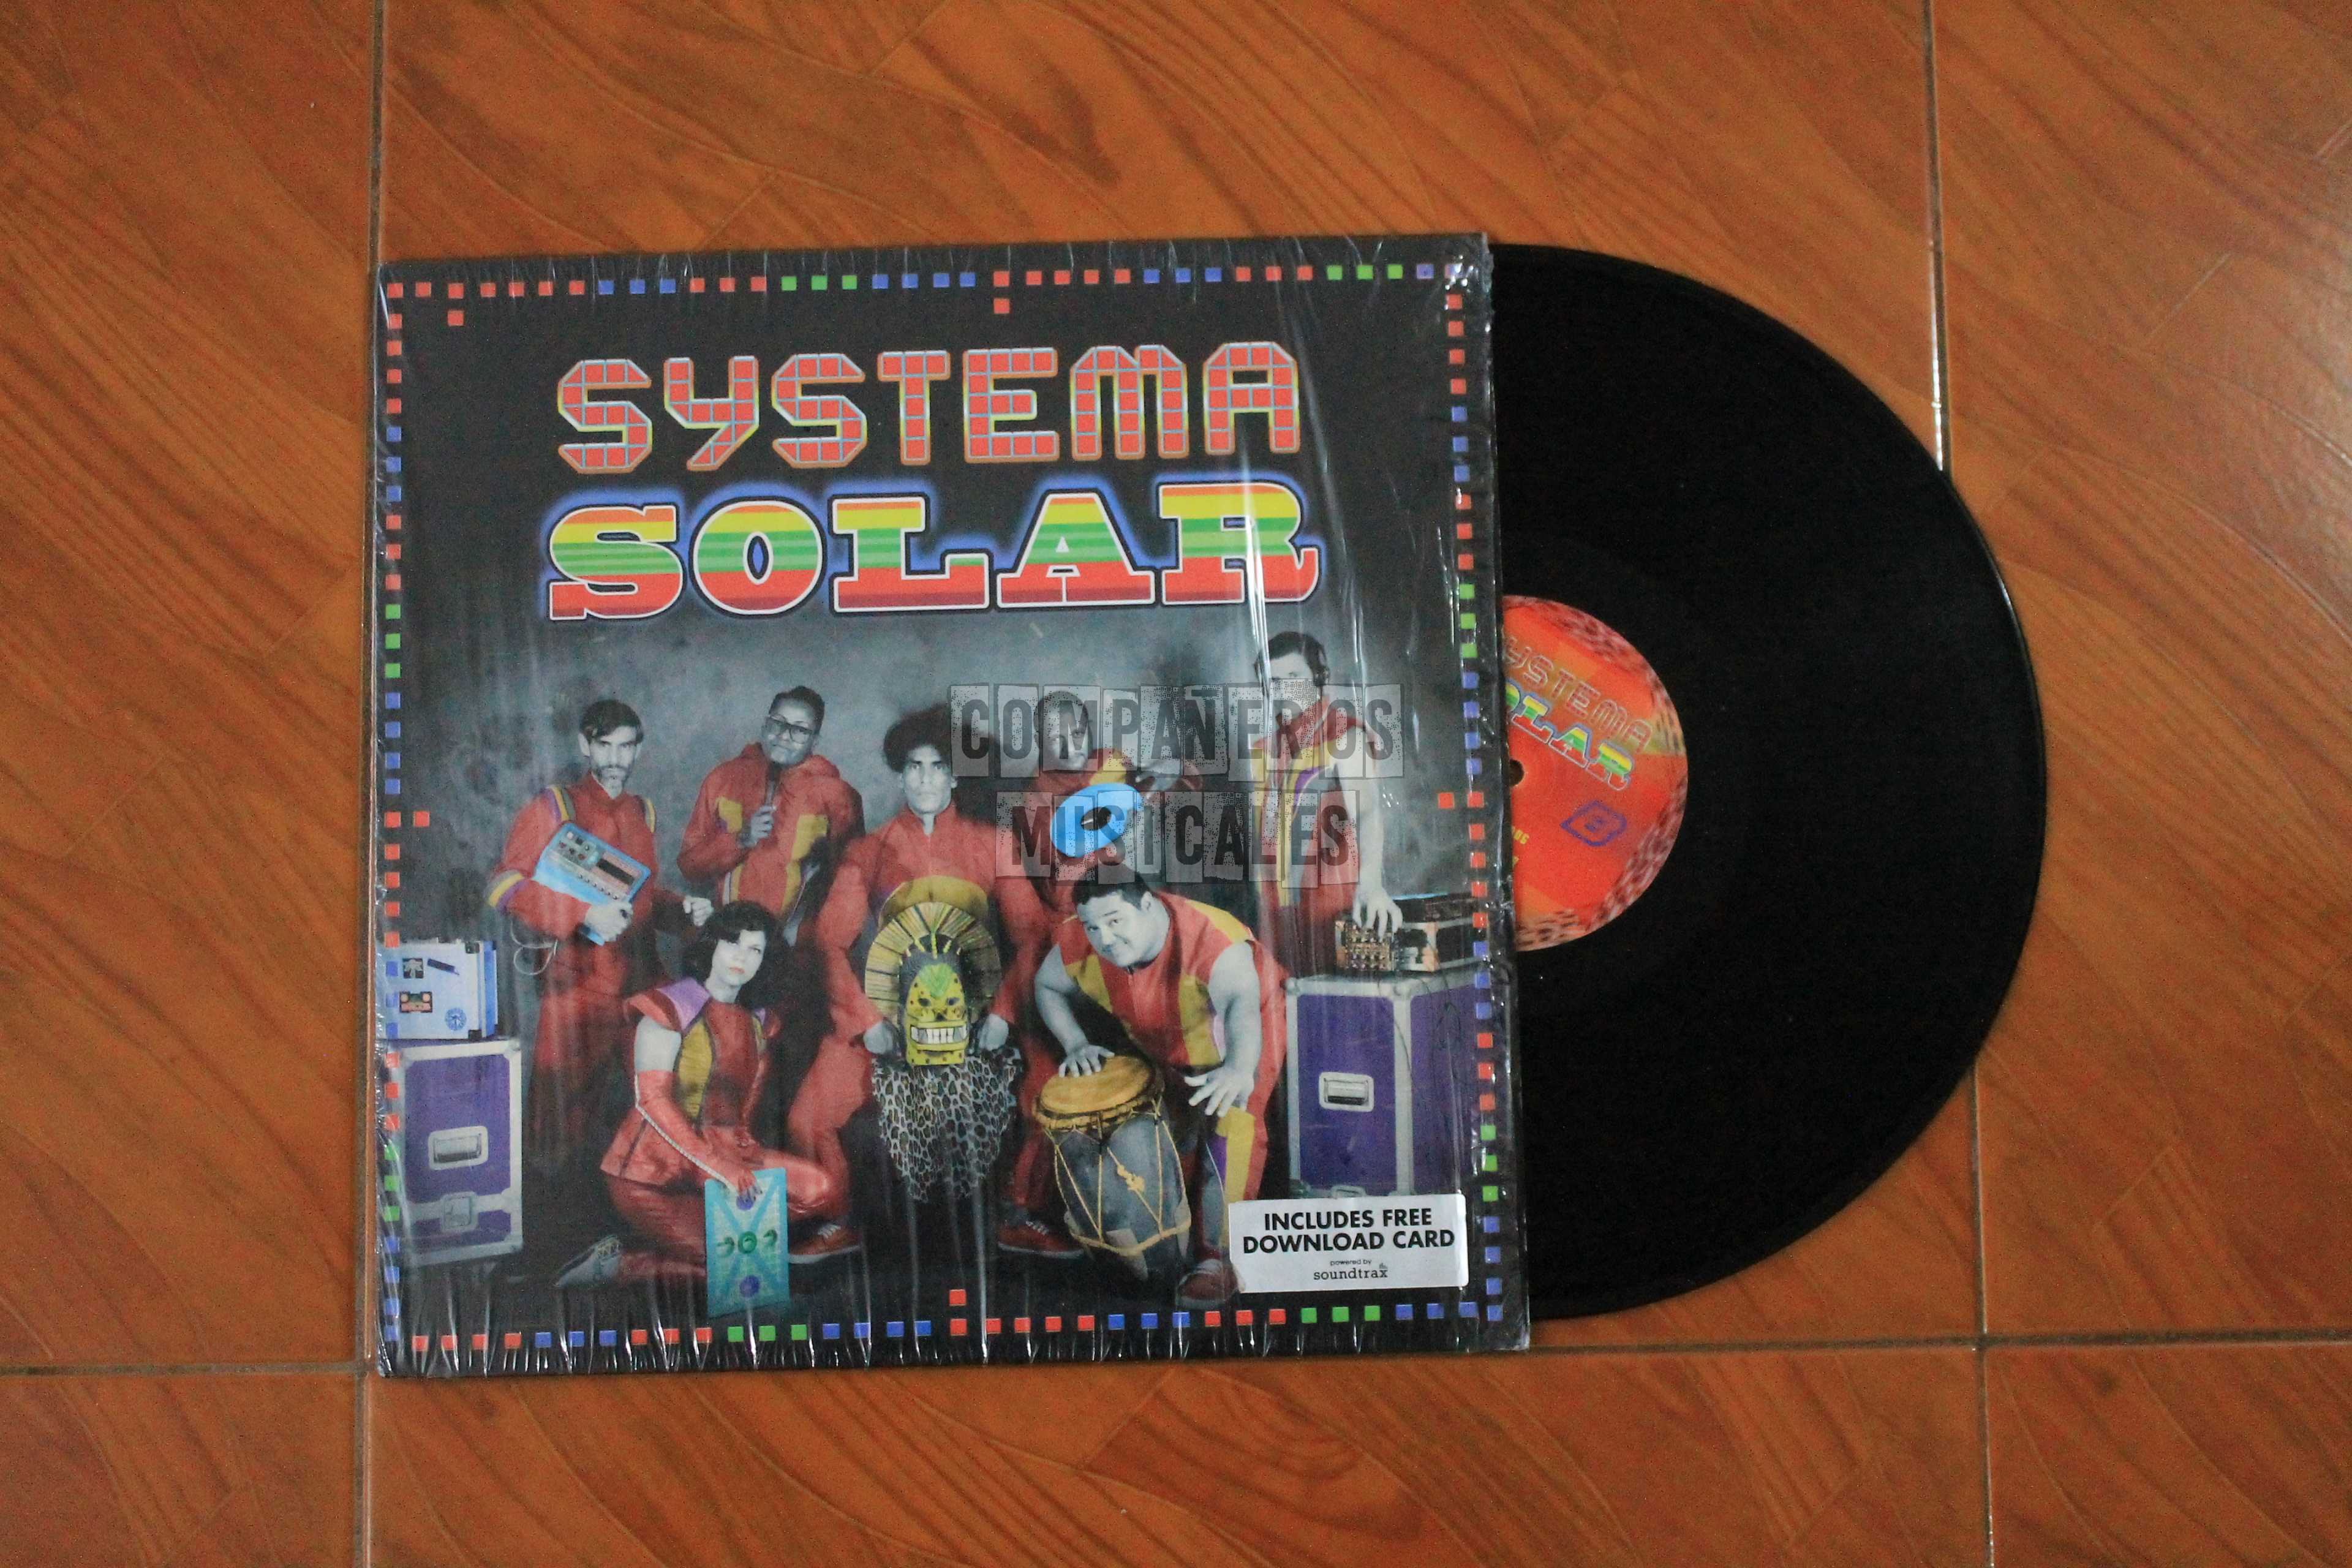 SYSTEMA
SOLAR
COMPAÑEROS
MUSICALES
SYSTEMA
SOLAR
B
INCLUDES FREE
DOWNLOAD CARD
powered by
soundtrax